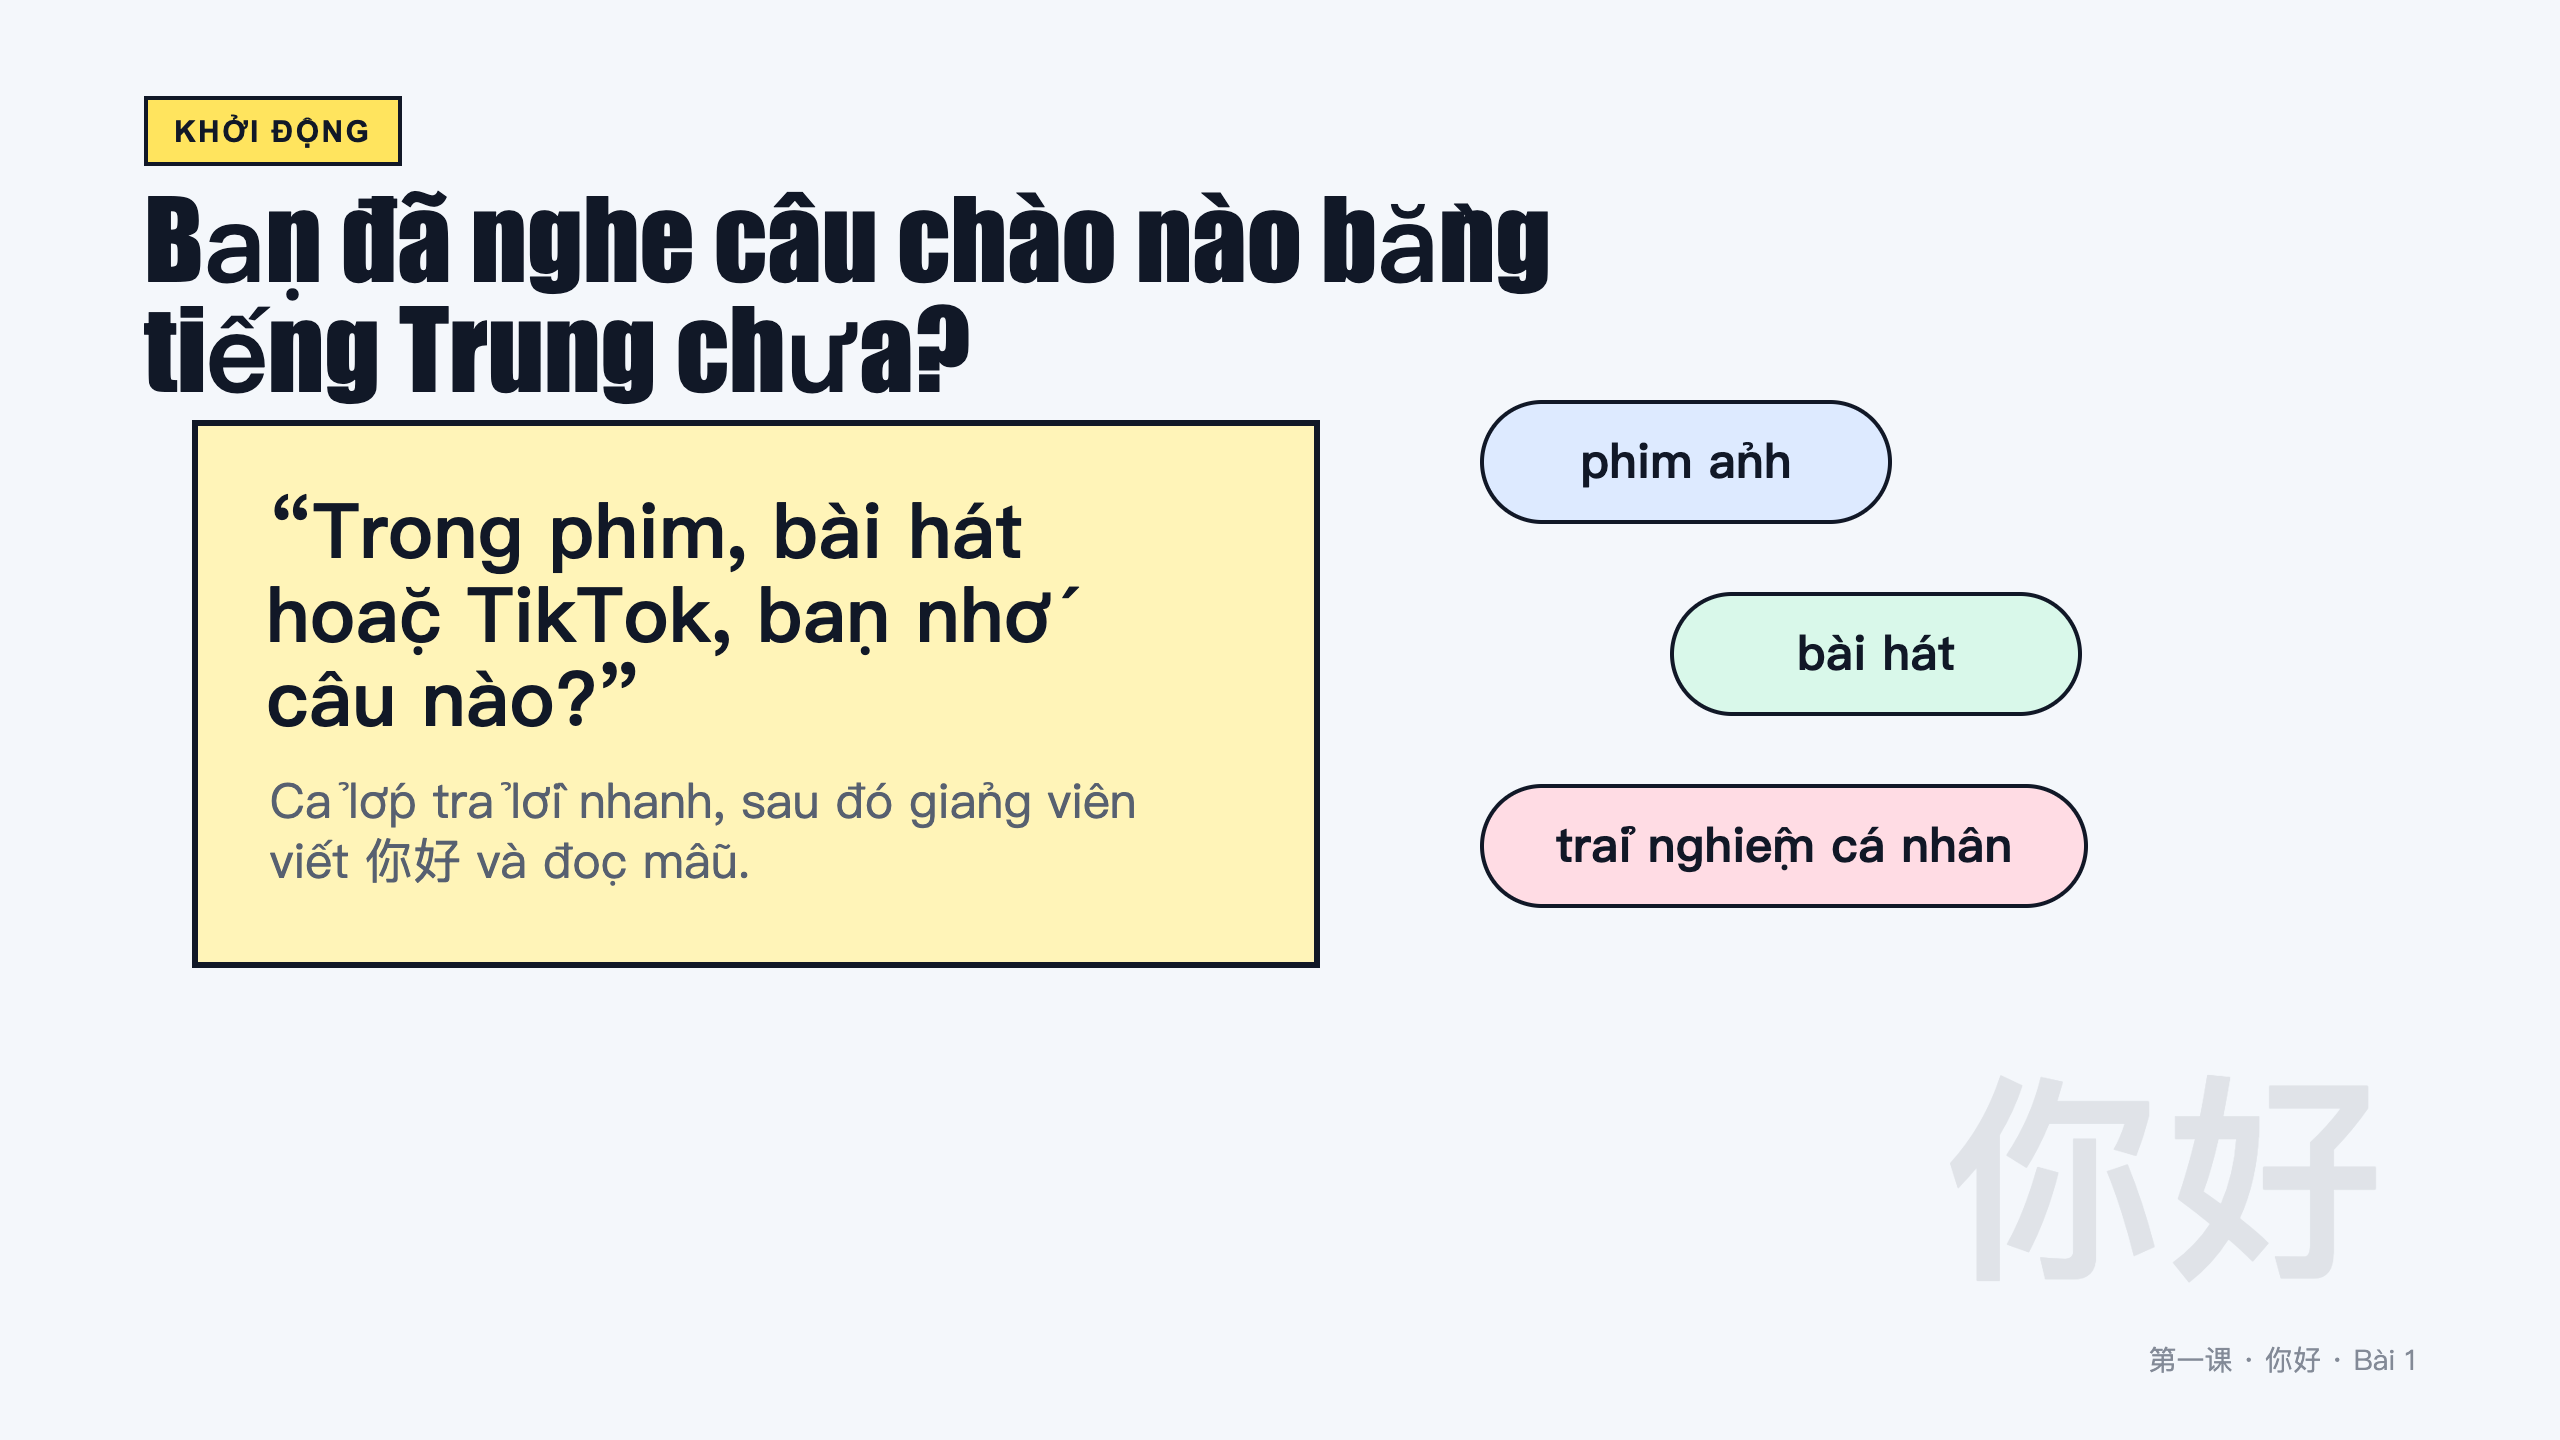 KHỞI ĐỘNG
Bạn đã nghe câu chào nào bằng
tiếng Trung chưa?
“Trong phim, bài hát
hoặc TikTok, bạn nhớ
câu nào?”
Cả lớp trả lời nhanh, sau đó giảng viên
viết 你好 và đọc mẫu.
phim ảnh
bài hát
trải nghiệm cá nhân
你好
第一课 · 你好 · Bài 1